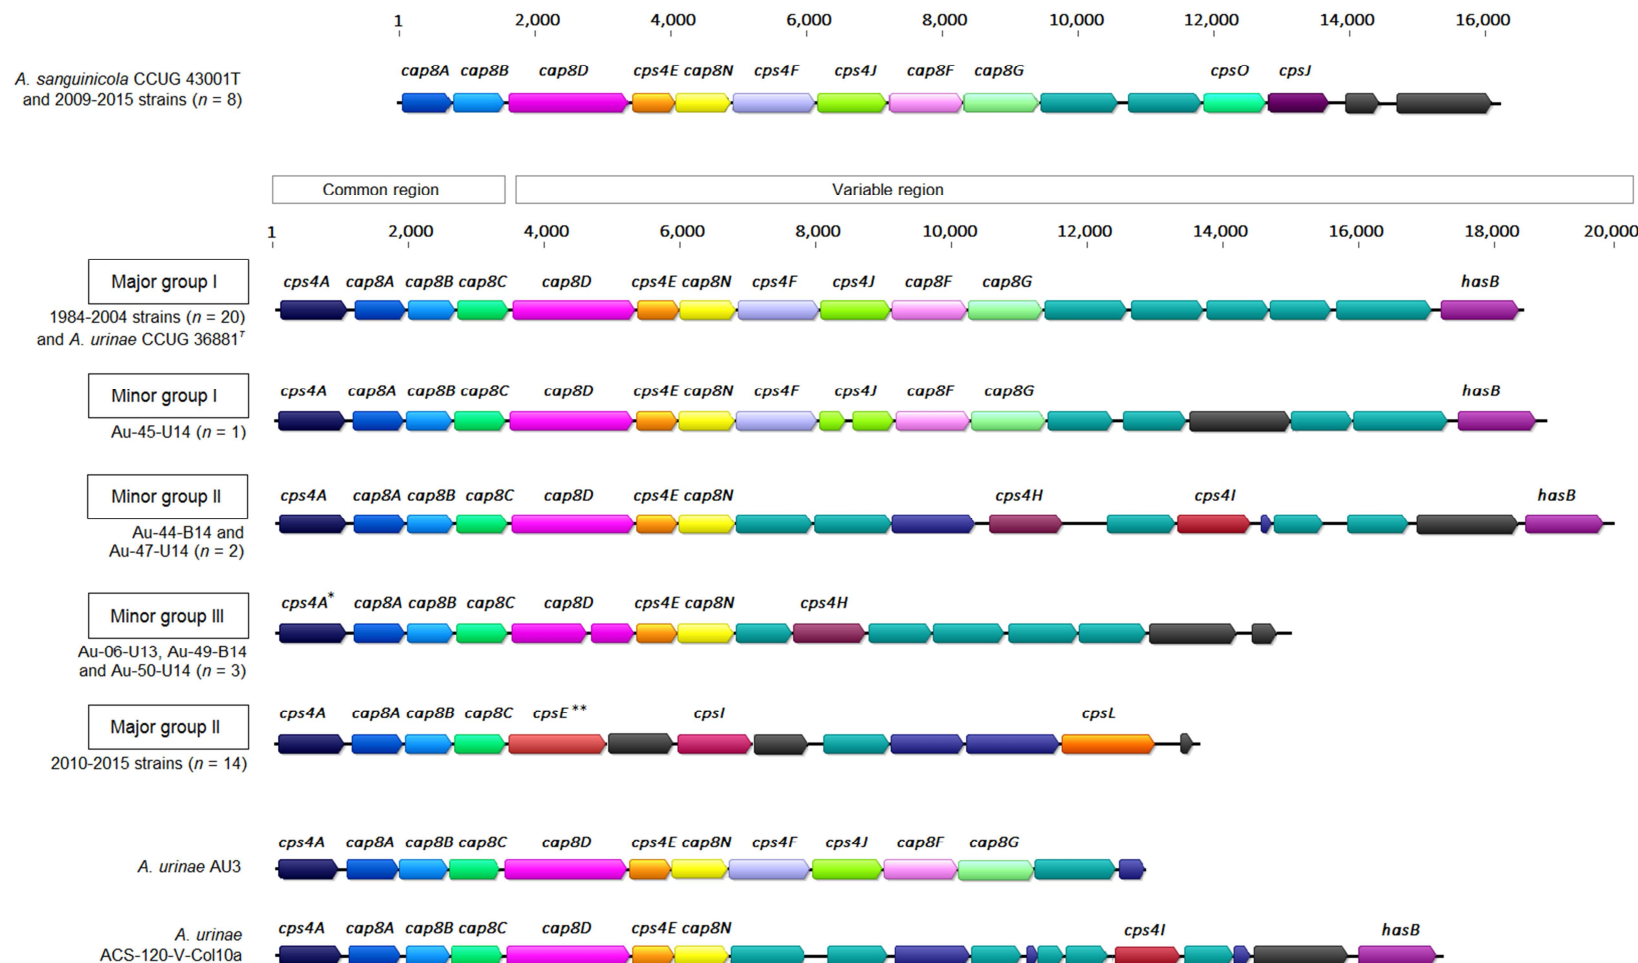 1 2,000 4,000 6,000 8,000 10,000 12,000 14,000 16,000
cap8A cap8B cap8D cps4E cap8N cps4F cps4J cap8F cap8G cpsO cpsJ
A. sanguinicola CCUG 43001T
and 2009-2015 strains (n = 8)
Common region Variable region
1 2,000 4,000 6,000 8,000 10,000 12,000 14,000 16,000 18,000 20,000
Major group I
cps4A cap8A cap8B cap8C cap8D cps4E cap8N cps4F cps4J cap8F cap8G hasB
1984-2004 strains (n = 20)
and A. urinae CCUG 36881T
Minor group I
cps4A cap8A cap8B cap8C cap8D cps4E cap8N cps4F cps4J cap8F cap8G hasB
Au-45-U14 (n = 1)
Minor group II
cps4A cap8A cap8B cap8C cap8D cps4E cap8N cps4H cps4I hasB
Au-44-B14 and
Au-47-U14 (n = 2)
Minor group III
cps4A* cap8A cap8B cap8C cap8D cps4E cap8N cps4H
Au-06-U13, Au-49-B14
and Au-50-U14 (n = 3)
Major group II
cps4A cap8A cap8B cap8C cpsE** cpsI cpsL
2010-2015 strains (n = 14)
cps4A cap8A cap8B cap8C cap8D cps4E cap8N cps4F cps4J cap8F cap8G
A. urinae AU3
cps4A cap8A cap8B cap8C cap8D cps4E cap8N cps4I hasB
A. urinae
ACS-120-V-Col10a